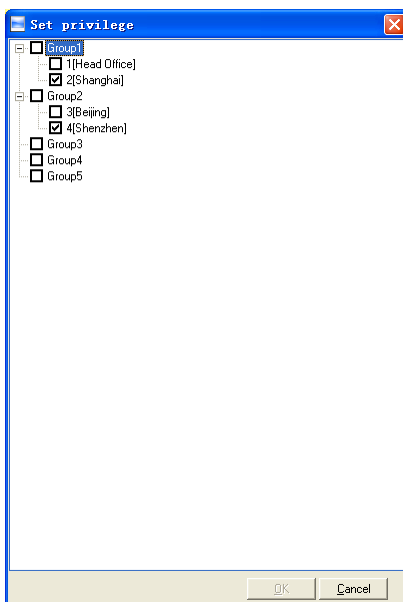 Set privilege
Group1
1[Head Office]
2[Shanghai]
Group2
3[Beijing]
4[Shenzhen]
Group3
Group4
Group5
OK Cancel